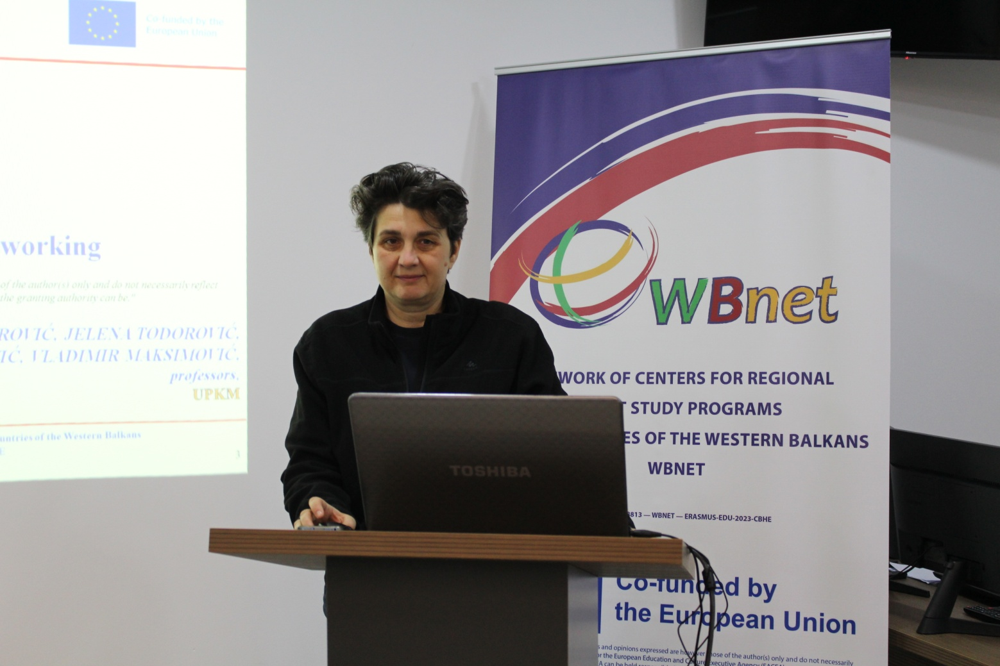 Co-funded by the
European Union
working
of the author(s) only and do not necessarily reflect
the granting authority can be."
ROVIĆ, JELENA TODOROVIĆ,
IĆ, VLADIMIR MAKSIMOVIĆ,
professors,
UPKM
untries of the Western Balkans
E
3
Hisense
WBnet
WORK OF CENTERS FOR REGIONAL
T STUDY PROGRAMS
ES OF THE WESTERN BALKANS
WBNET
813 — WBNET — ERASMUS-EDU-2023-CBHE
TOSHIBA
Co-funded by
the European Union
s and opinions expressed are however those of the author(s) only and do not necessarily
or the European Education and Culture Executive Agency (EACEA)
A can be held